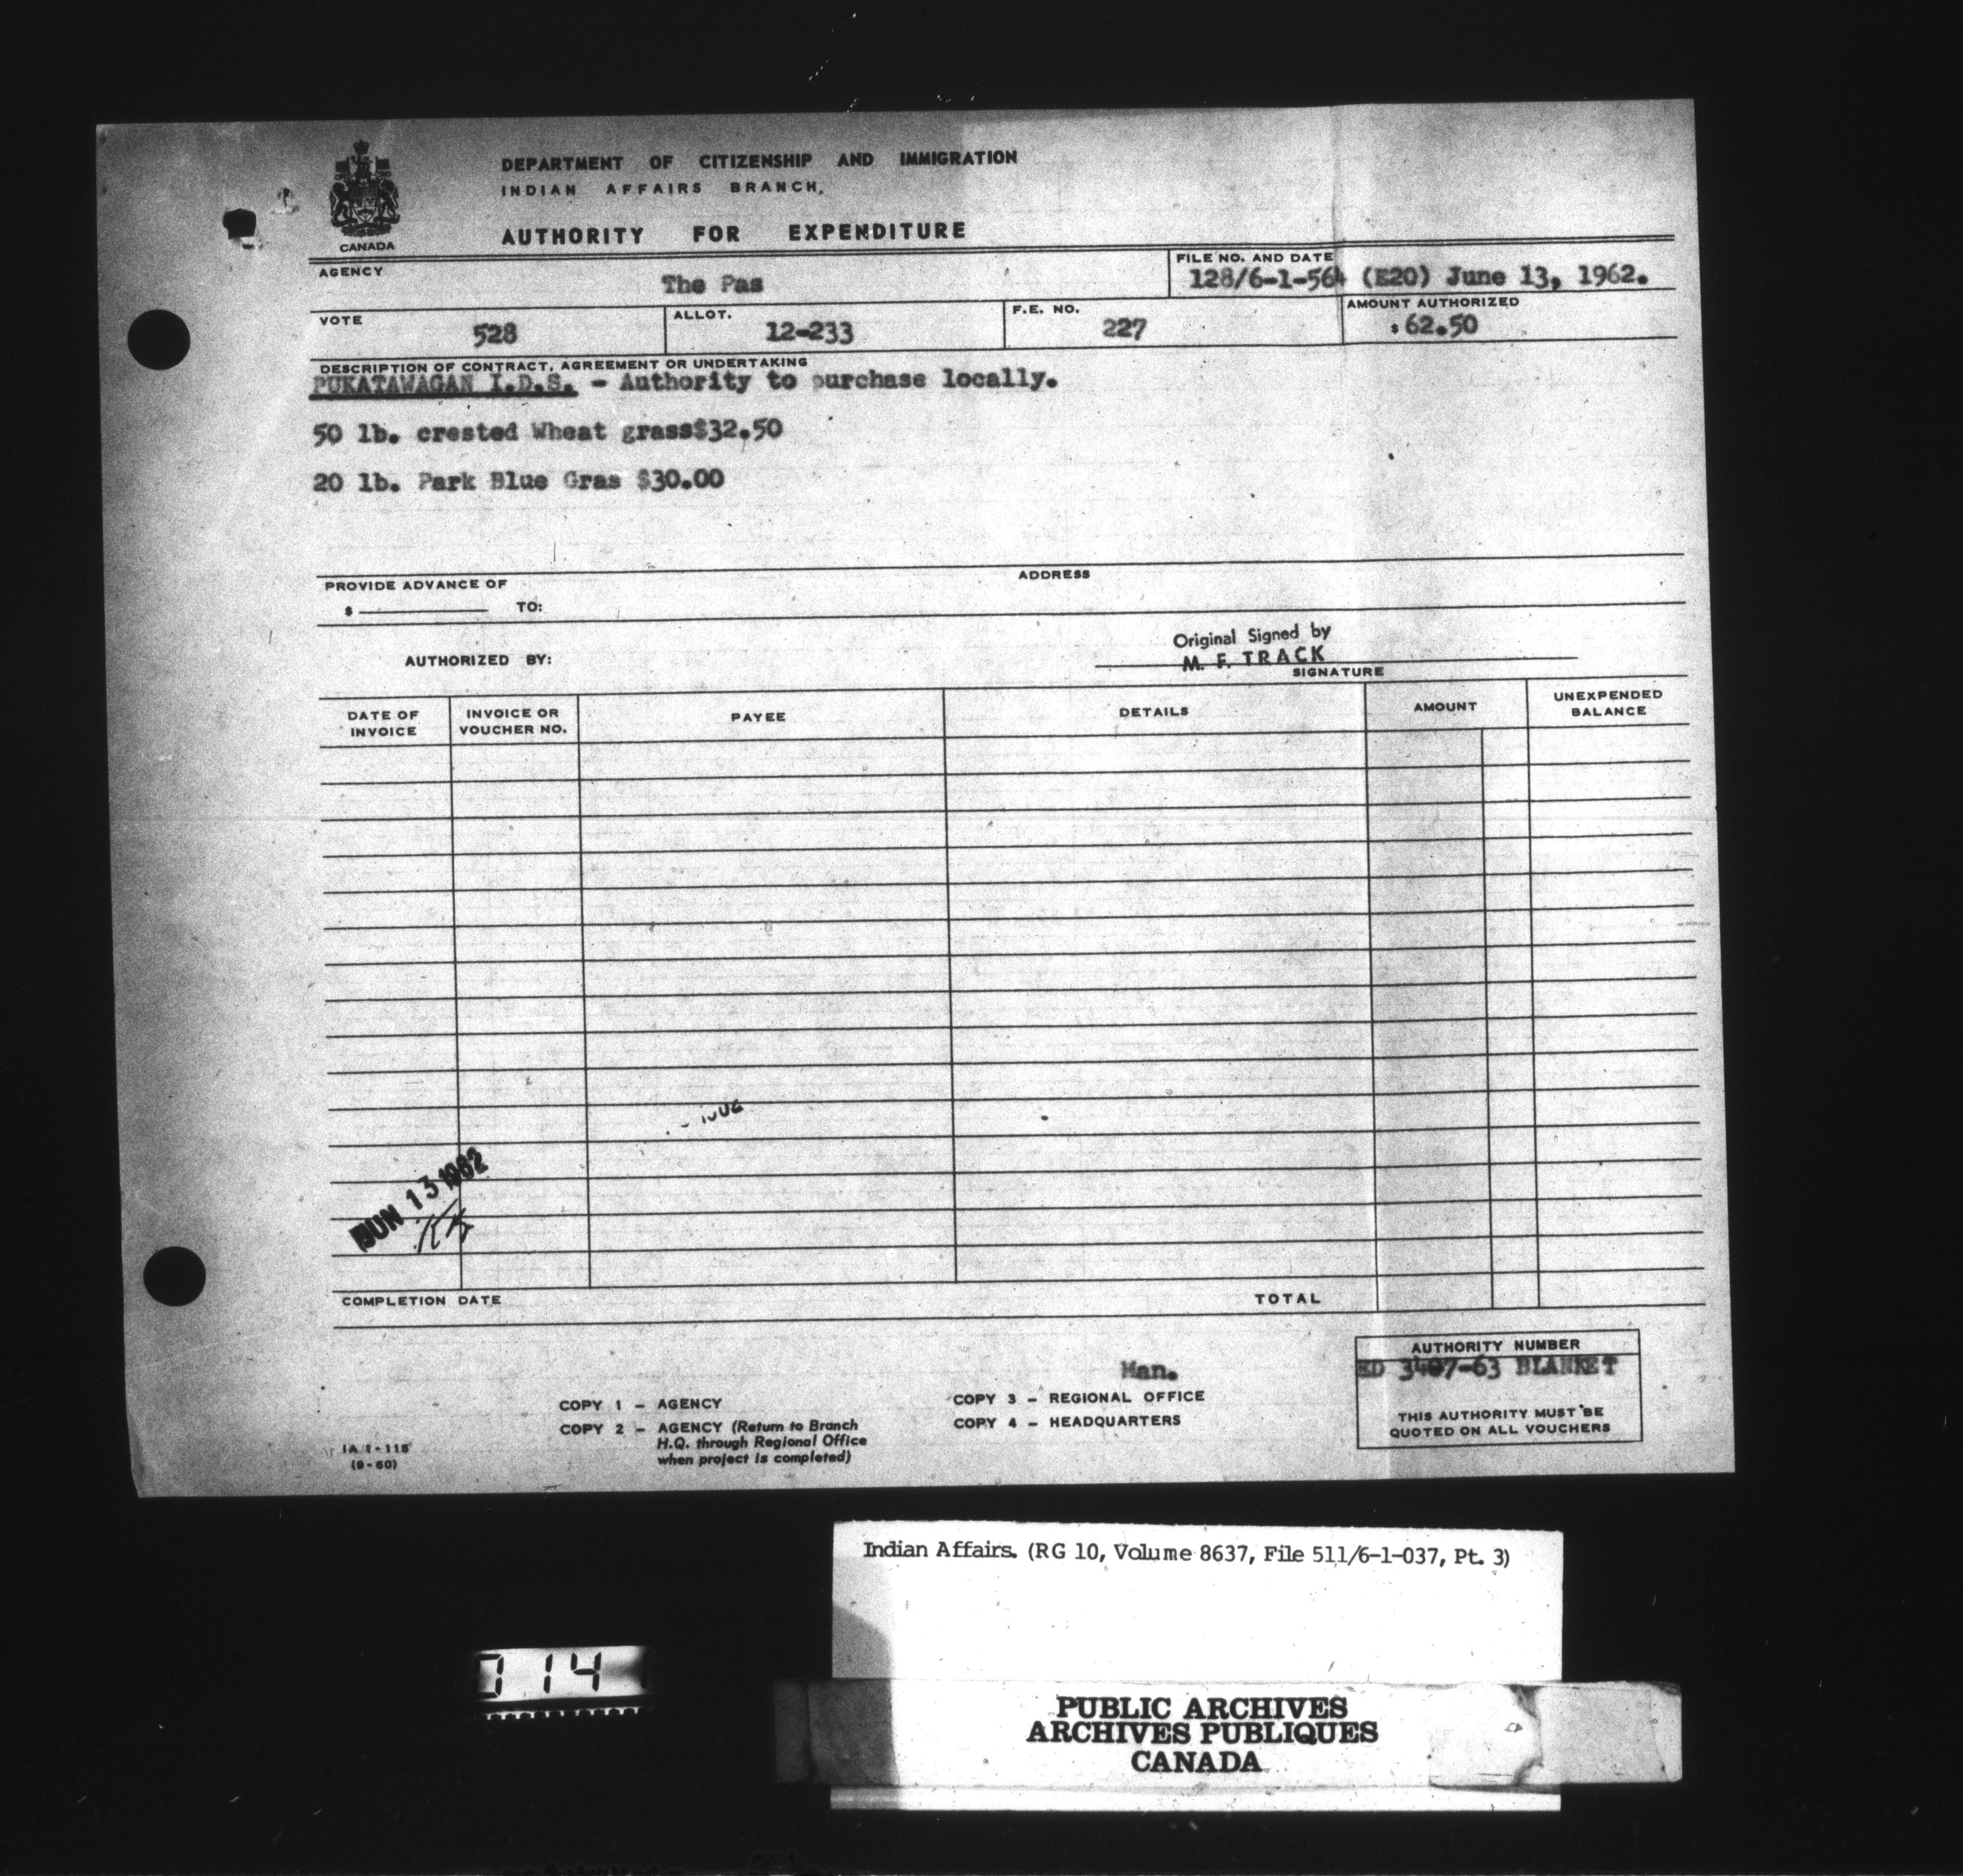 DEPARTMENT OF CITIZENSHIP AND IMMIGRATION
INDIAN AFFAIRS BRANCH,
AUTHORITY FOR EXPENDITURE
CANADA
AGENCY The Pas
FILE NO. AND DATE 128/6-1-564 (E20) June 13, 1962.
VOTE 528
ALLOT. 12-233
F.E. NO. 227
AMOUNT AUTHORIZED $ 62.50
DESCRIPTION OF CONTRACT, AGREEMENT OR UNDERTAKING
PUKATAWAGAN I.D.S. - Authority to purchase locally.
50 lb. crested Wheat grass$32.50
20 lb. Park Blue Gras $30.00
PROVIDE ADVANCE OF
ADDRESS
$ TO:
Original Signed by
AUTHORIZED BY: M. F. TRACK
SIGNATURE
DATE OF INVOICE
INVOICE OR VOUCHER NO.
PAYEE
DETAILS
AMOUNT
UNEXPENDED BALANCE
JUN 13 1962
COMPLETION DATE
TOTAL
Man.
AUTHORITY NUMBER
ED 3407-63 BLANKET
THIS AUTHORITY MUST BE
QUOTED ON ALL VOUCHERS
COPY 1 - AGENCY
COPY 2 - AGENCY (Return to Branch
H.Q. through Regional Office
when project is completed)
COPY 3 - REGIONAL OFFICE
COPY 4 - HEADQUARTERS
IA 1-115
(9-60)
Indian Affairs. (RG 10, Volume 8637, File 511/6-1-037, Pt. 3)
014
PUBLIC ARCHIVES
ARCHIVES PUBLIQUES
CANADA